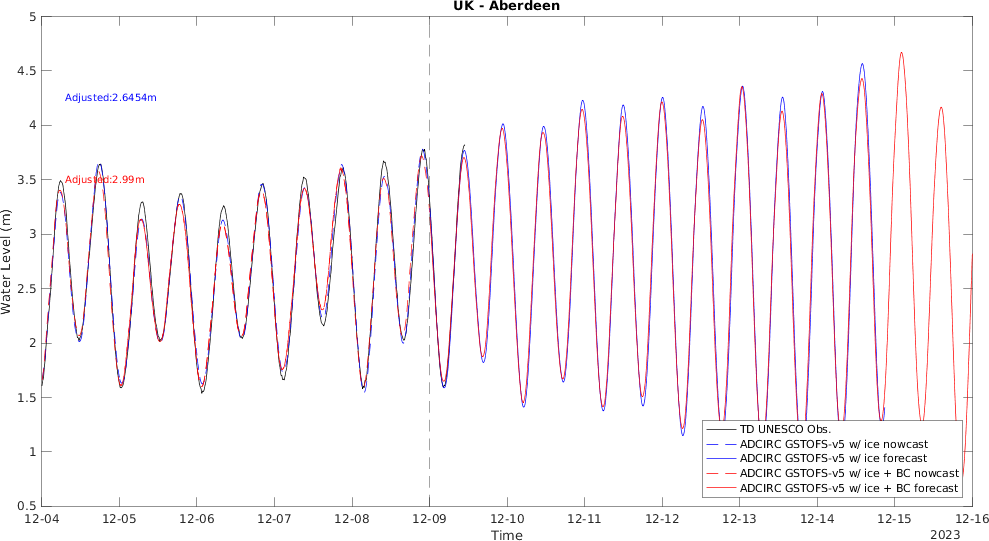 UK - Aberdeen
5
4.5
4
3.5
3
2.5
2
1.5
1
0.5
Water Level (m)
Adjusted:2.6454m
Adjusted:2.99m
TD UNESCO Obs.
ADCIRC GSTOFS-v5 w/ ice nowcast
ADCIRC GSTOFS-v5 w/ ice forecast
ADCIRC GSTOFS-v5 w/ ice + BC nowcast
ADCIRC GSTOFS-v5 w/ ice + BC forecast
12-04 12-05 12-06 12-07 12-08 12-09 12-10 12-11 12-12 12-13 12-14 12-15 12-16
Time
2023